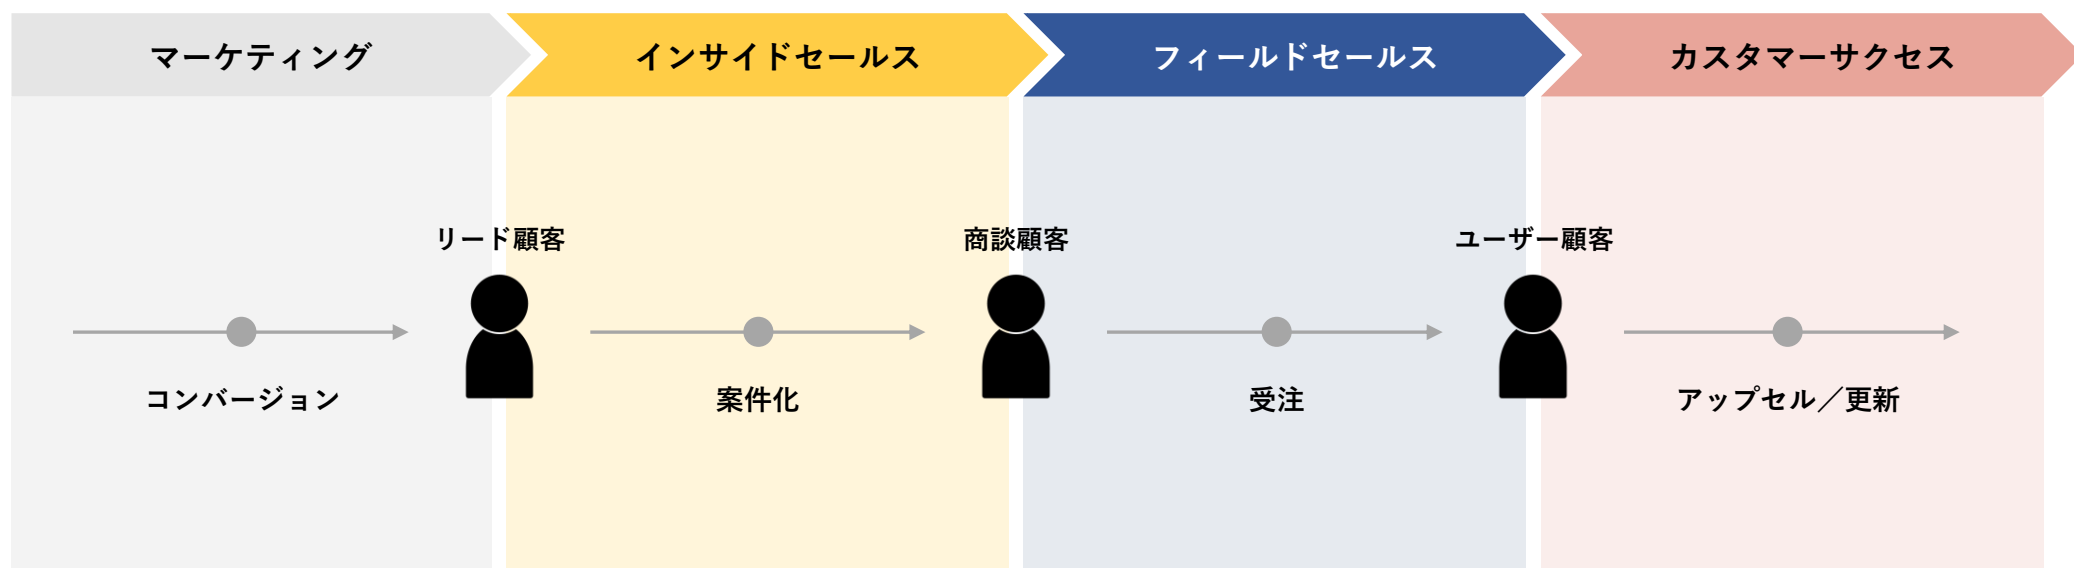 マーケティング
インサイドセールス
フィールドセールス
カスタマーサクセス
リード顧客
商談顧客
ユーザー顧客
コンバージョン
案件化
受注
アップセル／更新